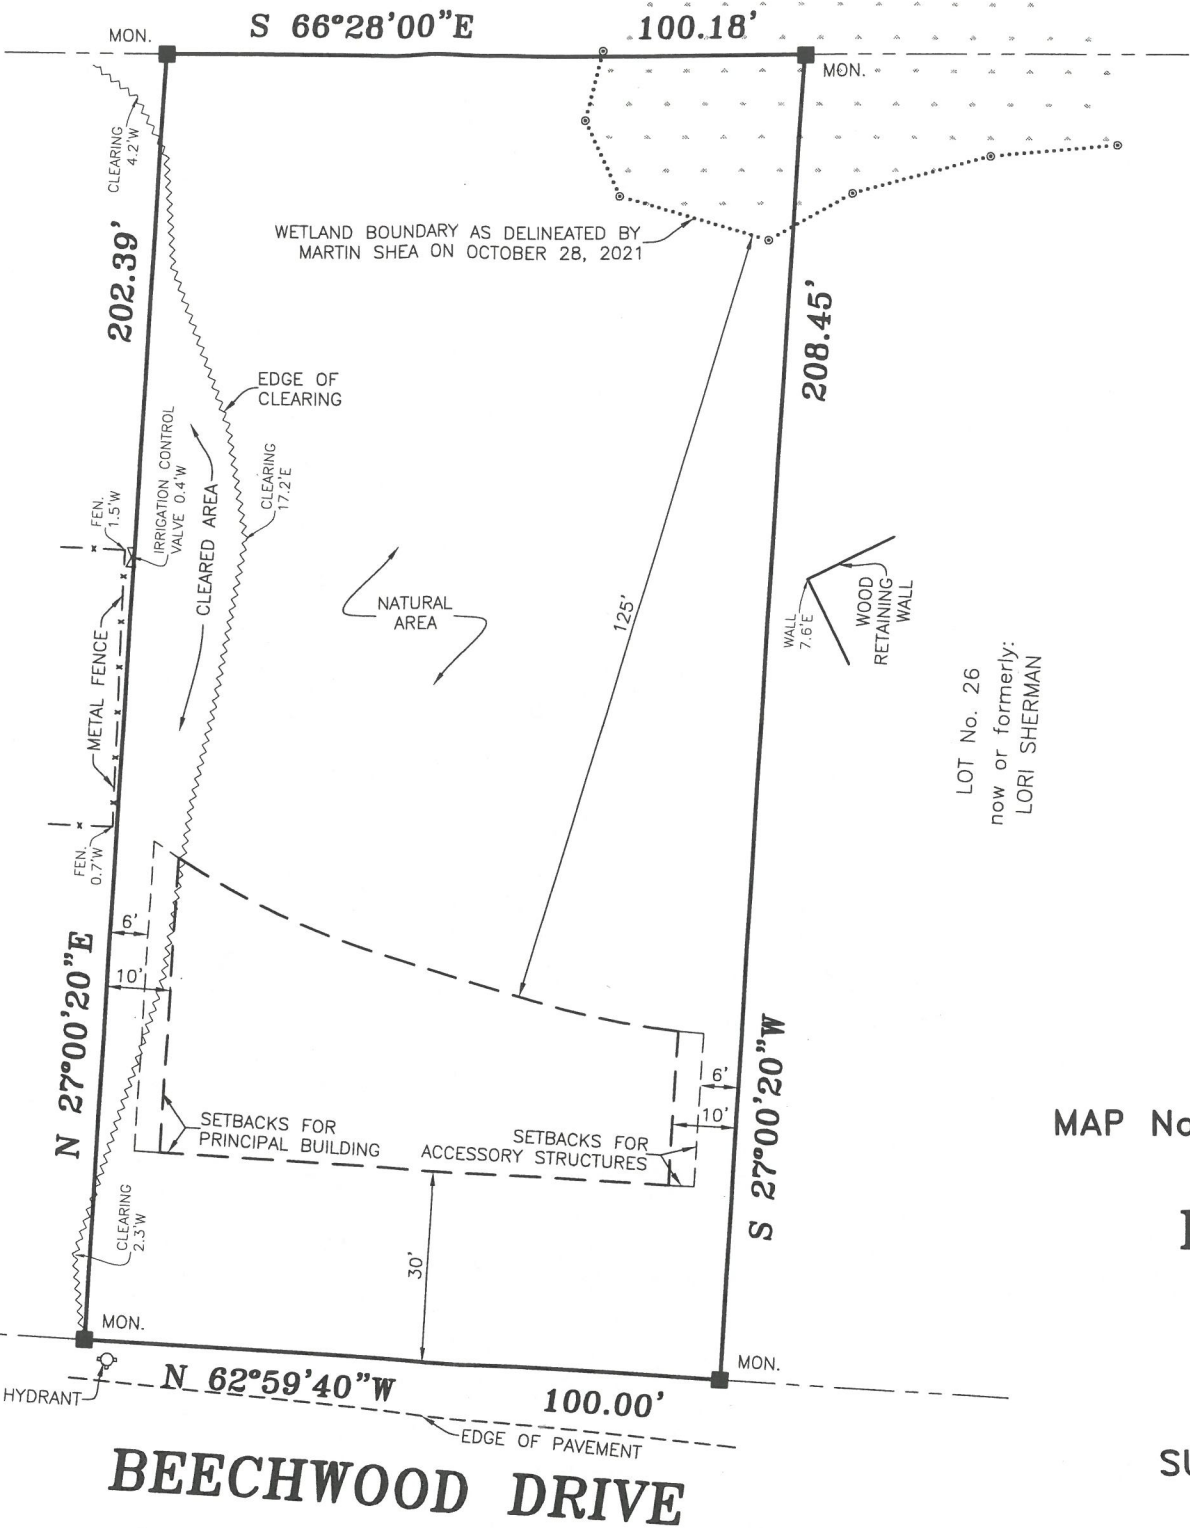 S 66°28'00"E 100.18'
MON.
MON.
CLEARING
4.2'W
WETLAND BOUNDARY AS DELINEATED BY
MARTIN SHEA ON OCTOBER 28, 2021
202.39'
208.45'
EDGE OF
CLEARING
IRRIGATION CONTROL
VALVE 0.4'W
CLEARING
17.2'E
FEN.
1.5'W
CLEARED AREA
NATURAL
AREA
125'
WOOD
RETAINING
WALL
WALL
7.6'E
METAL FENCE
LOT No. 26
now or formerly:
LORI SHERMAN
FEN.
0.7'W
6'
10'
N 27°00'20"E
S 27°00'20"W
6'
10'
MAP No
SETBACKS FOR
PRINCIPAL BUILDING
SETBACKS FOR
ACCESSORY STRUCTURES
CLEARING
2.3'W
30'
MON.
MON.
HYDRANT
N 62°59'40"W 100.00'
EDGE OF PAVEMENT
SU
BEECHWOOD DRIVE